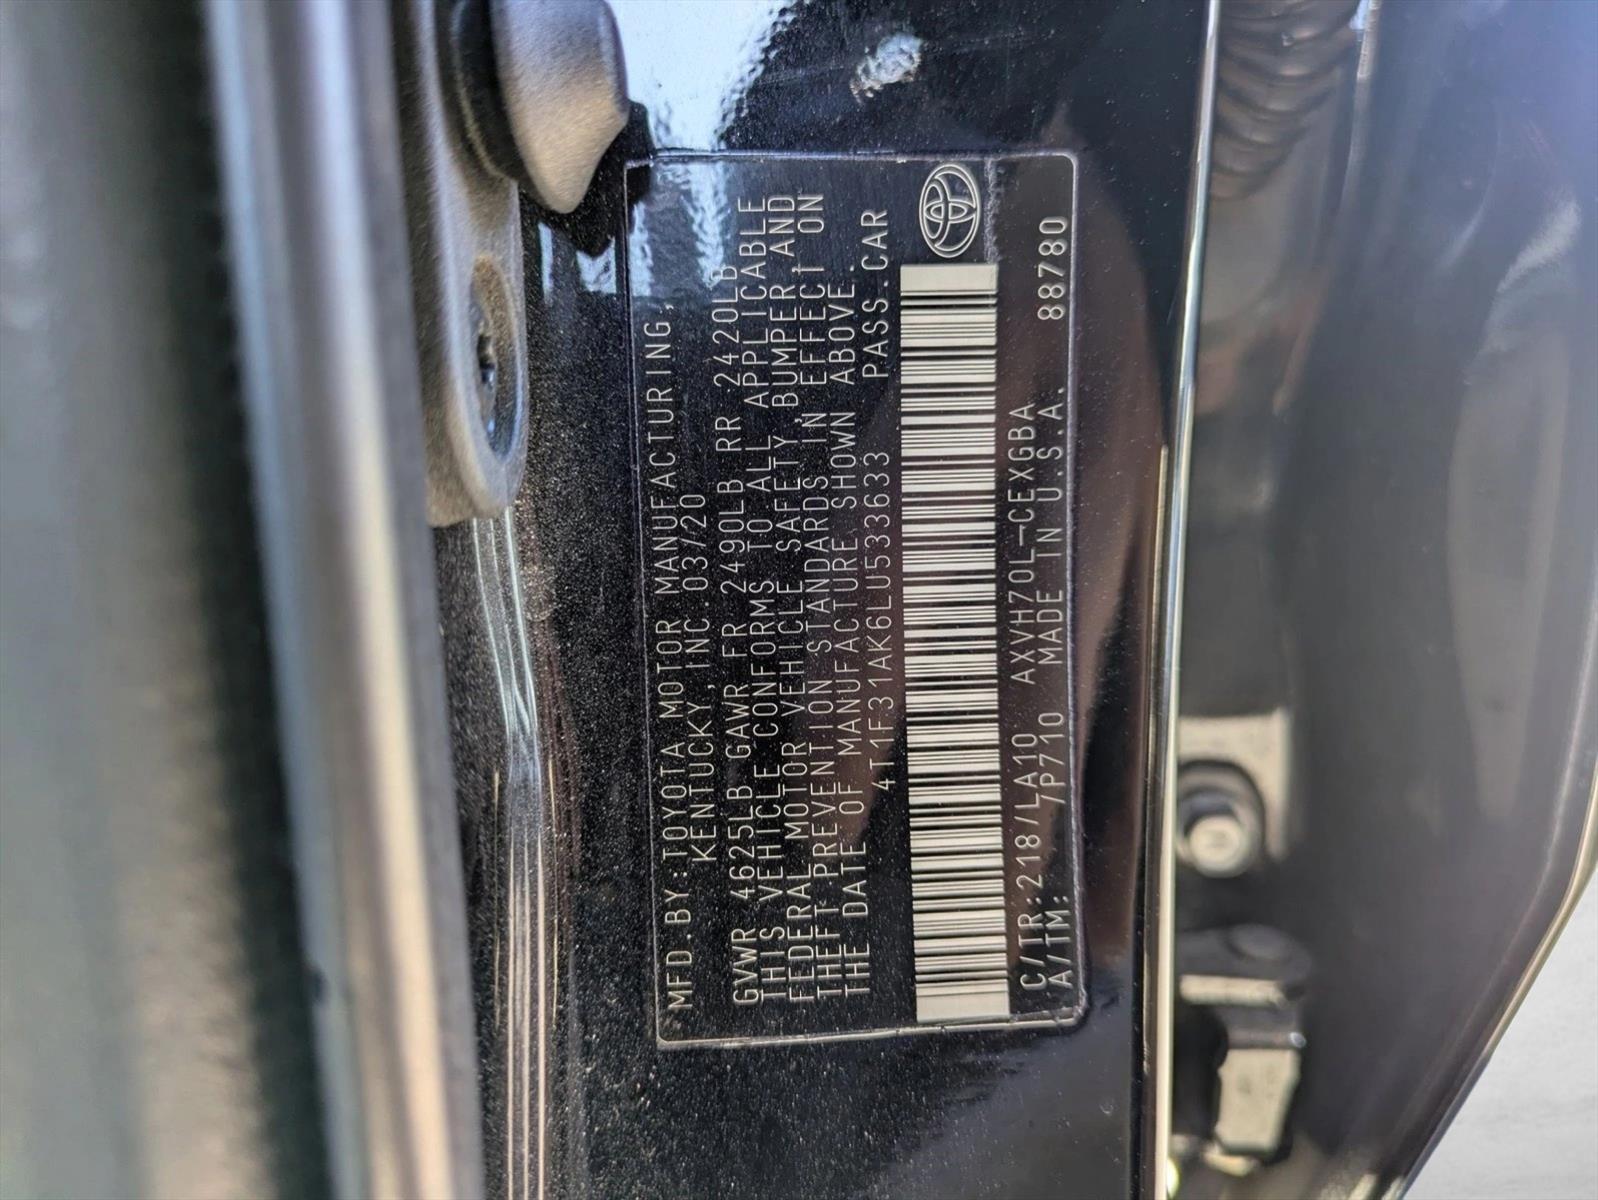 MFD.BY:TOYOTA MOTOR MANUFACTURING,
KENTUCKY,INC.03/20
GVWR 4625LB GAWR FR 2490LB RR 2420LB
THIS VEHICLE CONFORMS TO ALL APPLICABLE
FEDERAL MOTOR VEHICLE SAFETY,BUMPER,AND
THEFT PREVENTION STANDARDS IN EFFECT ON
THE DATE OF MANUFACTURE SHOWN ABOVE.
4T1F31AK6LU533633 PASS.CAR
C/TR:218/LA10 AXVH70L-CEXGBA 88780
A/TM: /P710 MADE IN U.S.A.